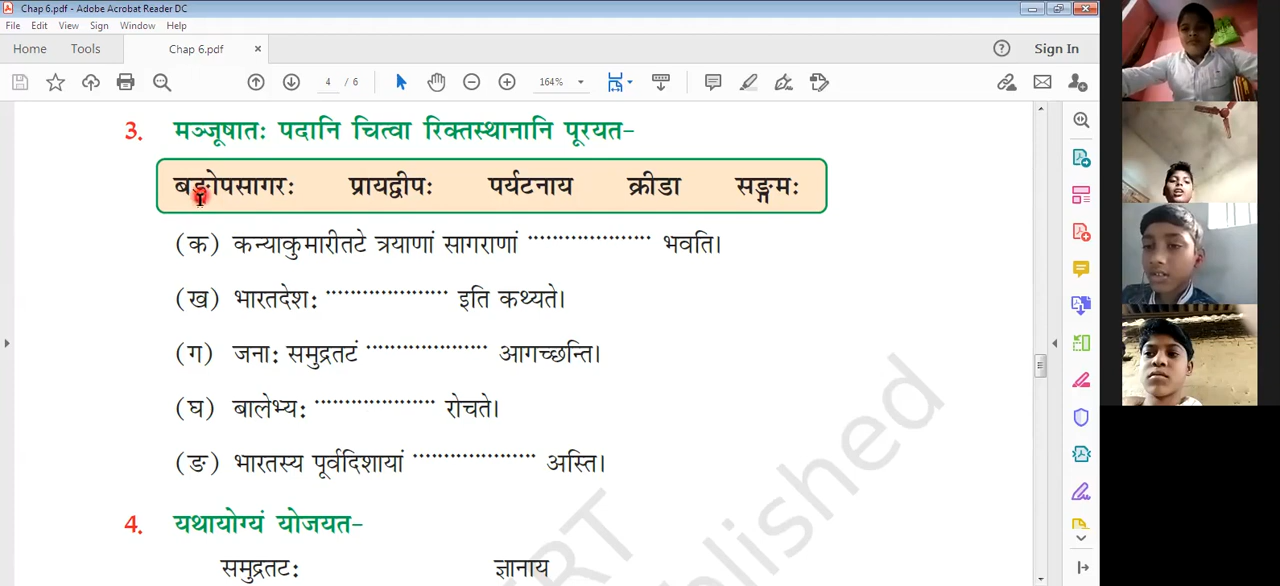 Chap 6.pdf - Adobe Acrobat Reader DC
File Edit View Sign Window Help
Home Tools Chap 6.pdf × Sign In
4 / 6 164%
3. मञ्जूषातः पदानि चित्वा रिक्तस्थानानि पूरयत-
बङ्गोपसागरः प्रायद्वीपः पर्यटनाय क्रीडा सङ्गमः
(क) कन्याकुमारीतटे त्रयाणां सागराणां .................... भवति।
(ख) भारतदेशः .................... इति कथ्यते।
(ग) जनाः समुद्रतटं .................... आगच्छन्ति।
(घ) बालेभ्यः .................... रोचते।
(ङ) भारतस्य पूर्वदिशायां .................... अस्ति।
4. यथायोग्यं योजयत-
समुद्रतटः ज्ञानाय
RT
published